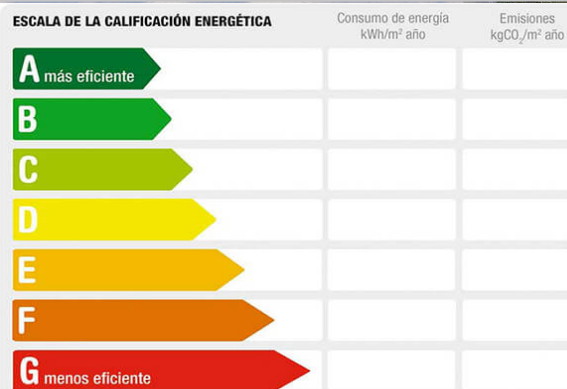 ESCALA DE LA CALIFICACIÓN ENERGÉTICA
Consumo de energía
kWh/m² año
Emisiones
kgCO₂/m² año
A más eficiente
B
C
D
E
F
G menos eficiente